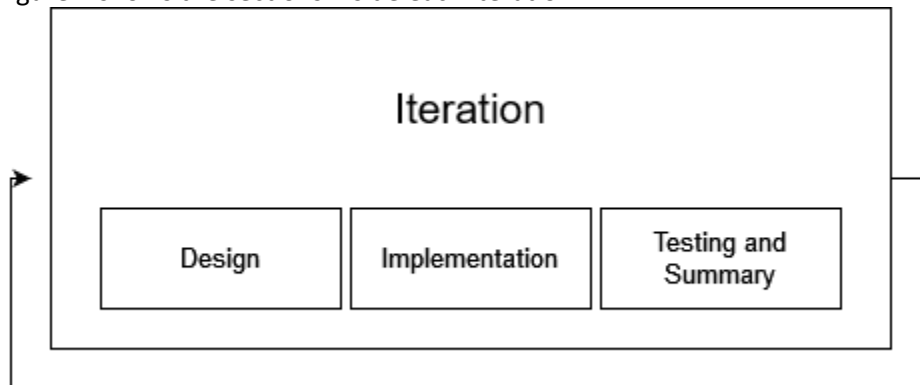 Iteration
Design
Implementation
Testing and
Summary